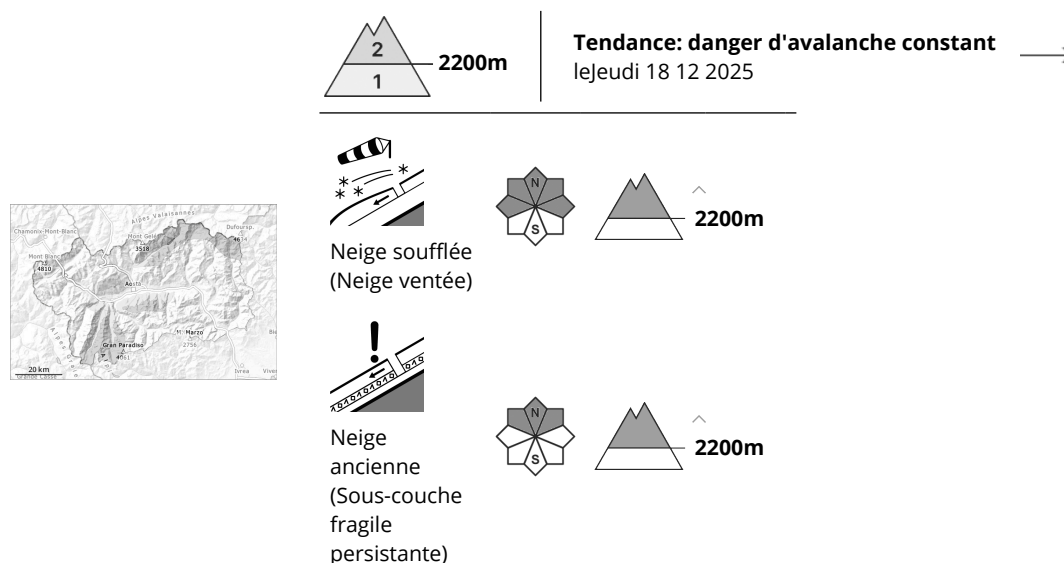 2
1
2200m
Tendance: danger d'avalanche constant
leJeudi 18 12 2025
N
S
2200m
Neige soufflée
(Neige ventée)
Alpes Valaisannes
Chamonix-Mont-Blanc
Mont Gelé
3518
Dufoursp.
4634
Mont Blanc
4810
Aosta
M. Marzo
2756
Gran Paradiso
4061
20 km
Grande Casse
Ivrea
N
S
2200m
Neige
ancienne
(Sous-couche
fragile
persistante)